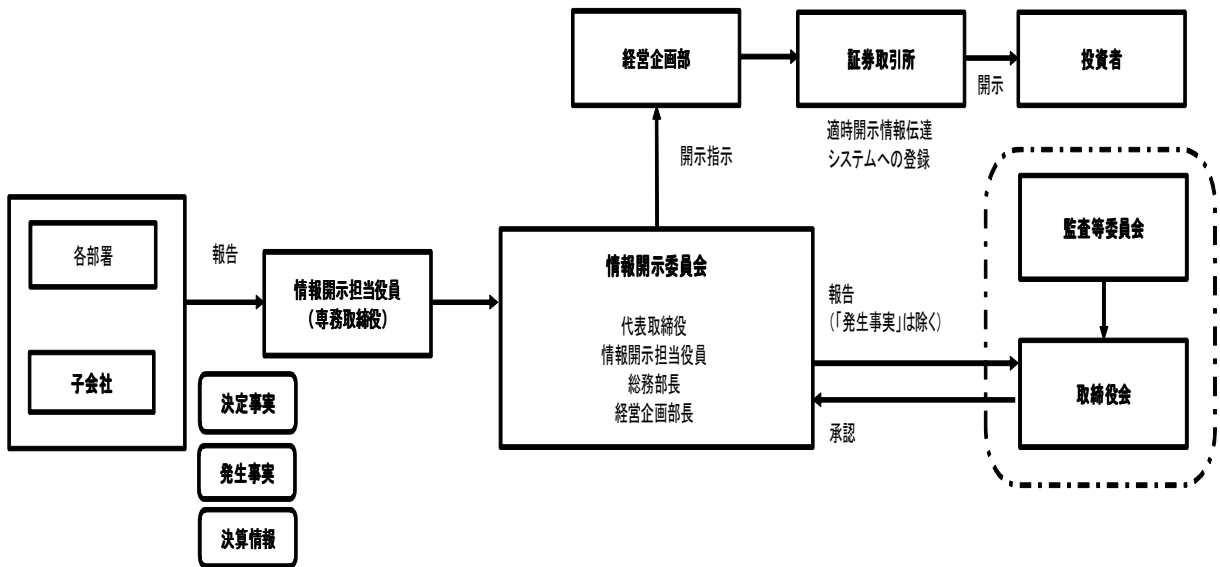 経営企画部
証券取引所
投資者
開示
開示指示
適時開示情報伝達
システムへの登録
監査等委員会
各部署
報告
情報開示担当役員
（専務取締役）
子会社
決定事実
発生事実
決算情報
情報開示委員会
代表取締役
情報開示担当役員
総務部長
経営企画部長
報告
（「発生事実」は除く）
承認
取締役会